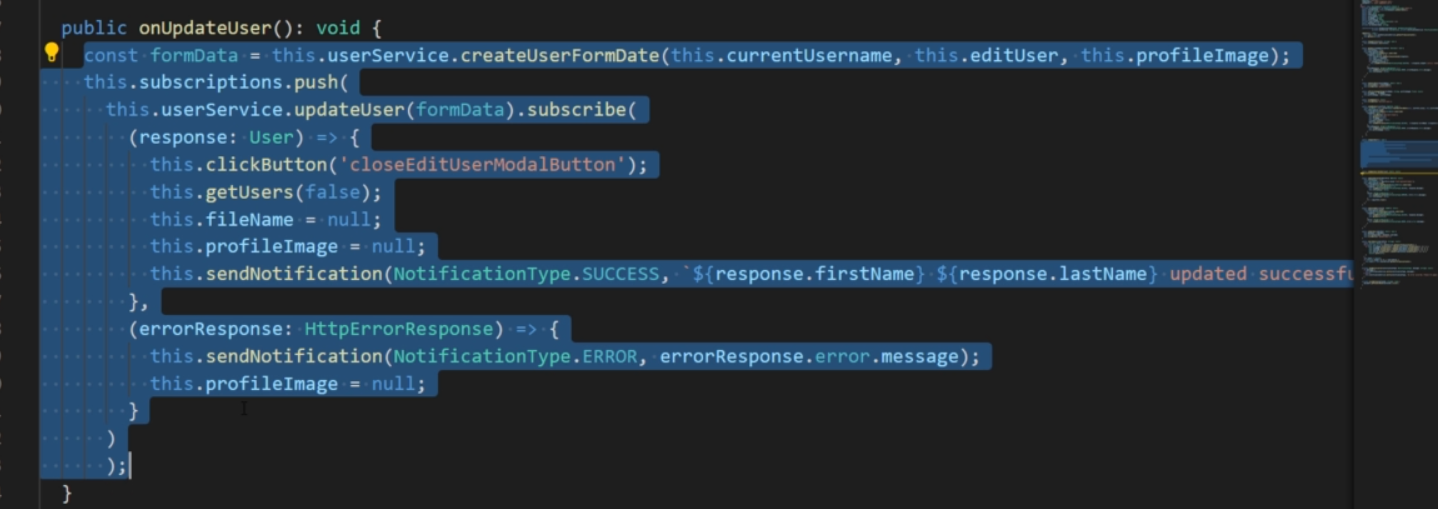 public onUpdateUser(): void {
const formData = this.userService.createUserFormDate(this.currentUsername, this.editUser, this.profileImage);
this.subscriptions.push(
this.userService.updateUser(formData).subscribe(
(response: User) => {
this.clickButton('closeEditUserModalButton');
this.getUsers(false);
this.fileName = null;
this.profileImage = null;
this.sendNotification(NotificationType.SUCCESS, `${response.firstName} ${response.lastName} updated successfu
},
(errorResponse: HttpErrorResponse) => {
this.sendNotification(NotificationType.ERROR, errorResponse.error.message);
this.profileImage = null;
}
)
);
}